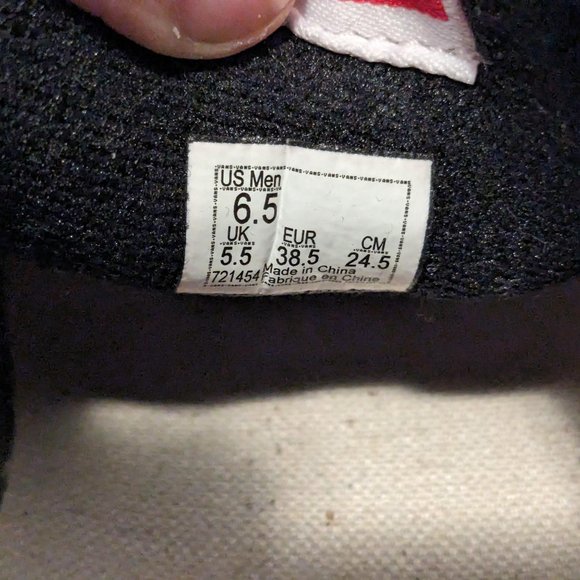 US Men
6.5
UK EUR CM
5.5 38.5 24.5
721454 Made in China
Fabrique en Chine